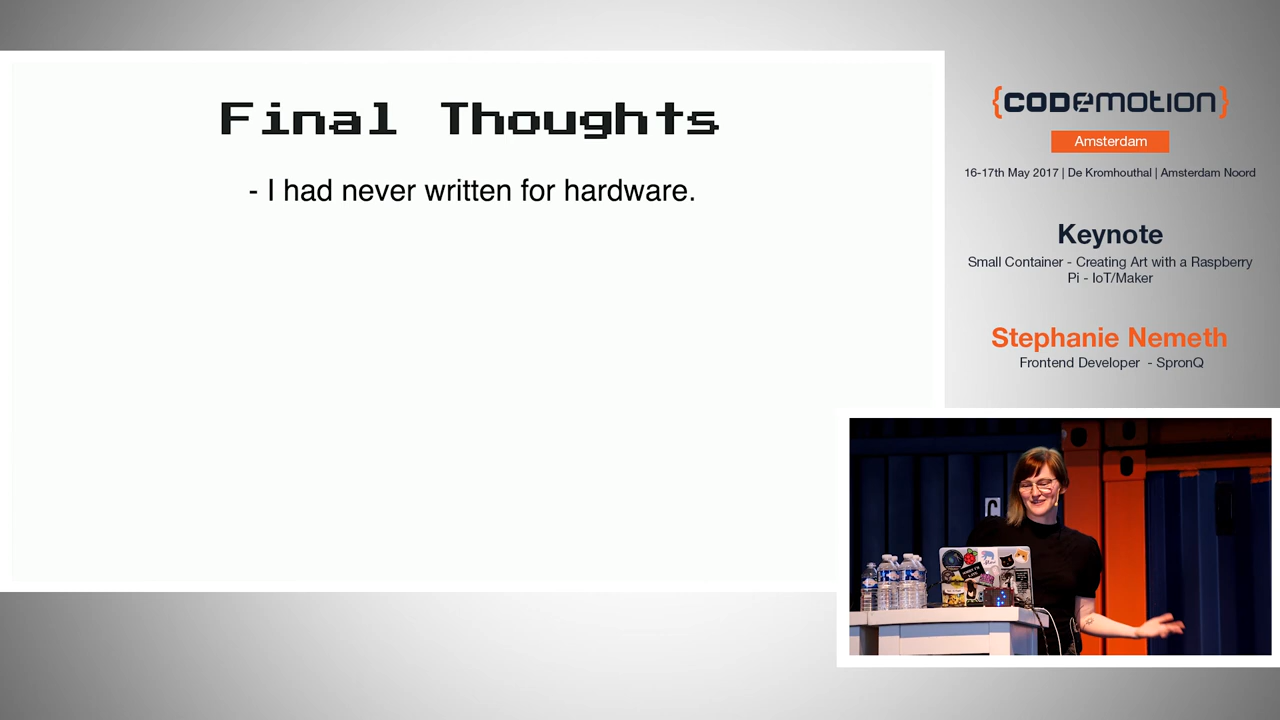 Final Thoughts
- I had never written for hardware.
{CODEMOTION}
Amsterdam
16-17th May 2017 | De Kromhouthal | Amsterdam Noord
Keynote
Small Container - Creating Art with a Raspberry
Pi - IoT/Maker
Stephanie Nemeth
Frontend Developer - SpronQ
C